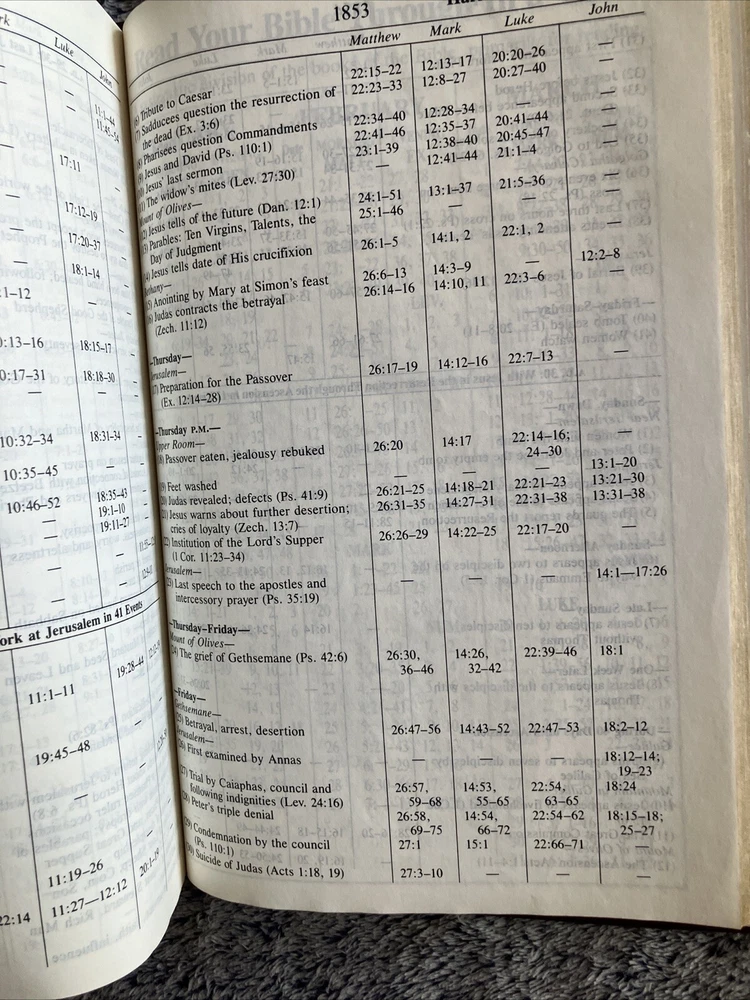 Luke
John
11:1–44
11:45–54
17:11
17:12–19
17:20–37
18:1–14
18:15–17
18:18–30
10:32–34 18:31–34
10:35–45
10:46–52 18:35–43
19:1–10
19:11–27
ork at Jerusalem in 41 Events
11:1–11 19:28–44
19:45–48
11:19–26
22:14 11:27—12:12 20:1–19
1853
Matthew Mark Luke John
Tribute to Caesar 22:15–22 12:13–17 20:20–26 —
Sadducees question the resurrection of 22:23–33 12:8–27 20:27–40 —
the dead (Ex. 3:6)
Pharisees question Commandments 22:34–40 12:28–34 — —
Jesus and David (Ps. 110:1) 22:41–46 12:35–37 20:41–44 —
Jesus' last sermon 23:1–39 12:38–40 20:45–47 —
The widow's mites (Lev. 27:30) — 12:41–44 21:1–4 —
Mount of Olives—
Jesus tells of the future (Dan. 12:1) 24:1–51 13:1–37 21:5–36 —
Parables: Ten Virgins, Talents, the 25:1–46 — — —
Day of Judgment
Jesus tells date of His crucifixion 26:1–5 14:1, 2 22:1, 2 —
Bethany—
Anointing by Mary at Simon's feast 26:6–13 14:3–9 — 12:2–8
Judas contracts the betrayal 26:14–16 14:10, 11 22:3–6 —
(Zech. 11:12)
—Thursday—
Jerusalem—
Preparation for the Passover 26:17–19 14:12–16 22:7–13 —
(Ex. 12:14–28)
—Thursday P.M.—
Upper Room—
Passover eaten, jealousy rebuked 26:20 14:17 22:14–16; —
24–30
Feet washed — — — 13:1–20
Judas revealed; defects (Ps. 41:9) 26:21–25 14:18–21 22:21–23 13:21–30
Jesus warns about further desertion; 26:31–35 14:27–31 22:31–38 13:31–38
cries of loyalty (Zech. 13:7)
Institution of the Lord's Supper 26:26–29 14:22–25 22:17–20 —
(1 Cor. 11:23–34)
Jerusalem—
Last speech to the apostles and — — — 14:1—17:26
intercessory prayer (Ps. 35:19)
—Thursday–Friday—
Mount of Olives—
The grief of Gethsemane (Ps. 42:6) 26:30, 14:26, 22:39–46 18:1
36–46 32–42
—Friday—
Gethsemane—
Betrayal, arrest, desertion 26:47–56 14:43–52 22:47–53 18:2–12
Jerusalem—
First examined by Annas — — — 18:12–14;
19–23
Trial by Caiaphas, council and 26:57, 14:53, 22:54, 18:24
following indignities (Lev. 24:16) 59–68 55–65 63–65
Peter's triple denial 26:58, 14:54, 22:54–62 18:15–18;
69–75 66–72 25–27
Condemnation by the council 27:1 15:1 22:66–71 —
(Ps. 110:1)
Suicide of Judas (Acts 1:18, 19) 27:3–10 — — —